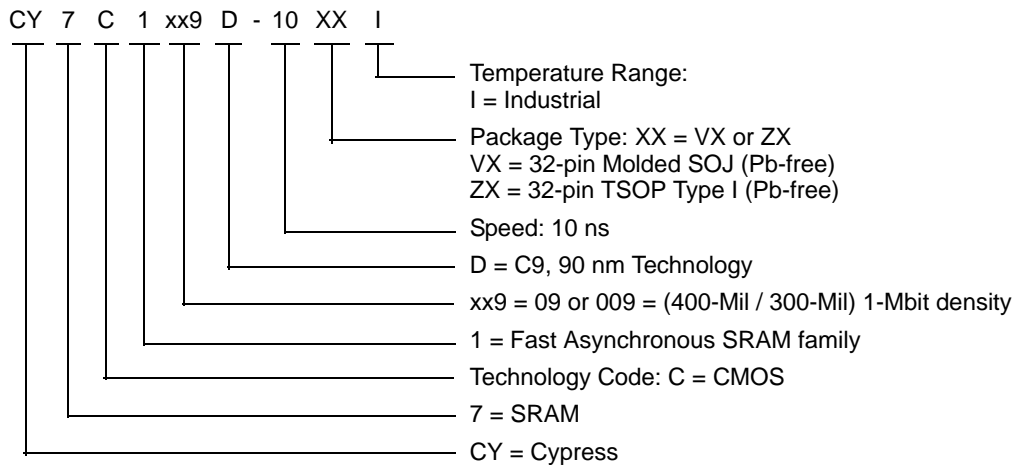 CY 7 C 1 xx9 D - 10 XX I
Temperature Range:
I = Industrial
Package Type: XX = VX or ZX
VX = 32-pin Molded SOJ (Pb-free)
ZX = 32-pin TSOP Type I (Pb-free)
Speed: 10 ns
D = C9, 90 nm Technology
xx9 = 09 or 009 = (400-Mil / 300-Mil) 1-Mbit density
1 = Fast Asynchronous SRAM family
Technology Code: C = CMOS
7 = SRAM
CY = Cypress